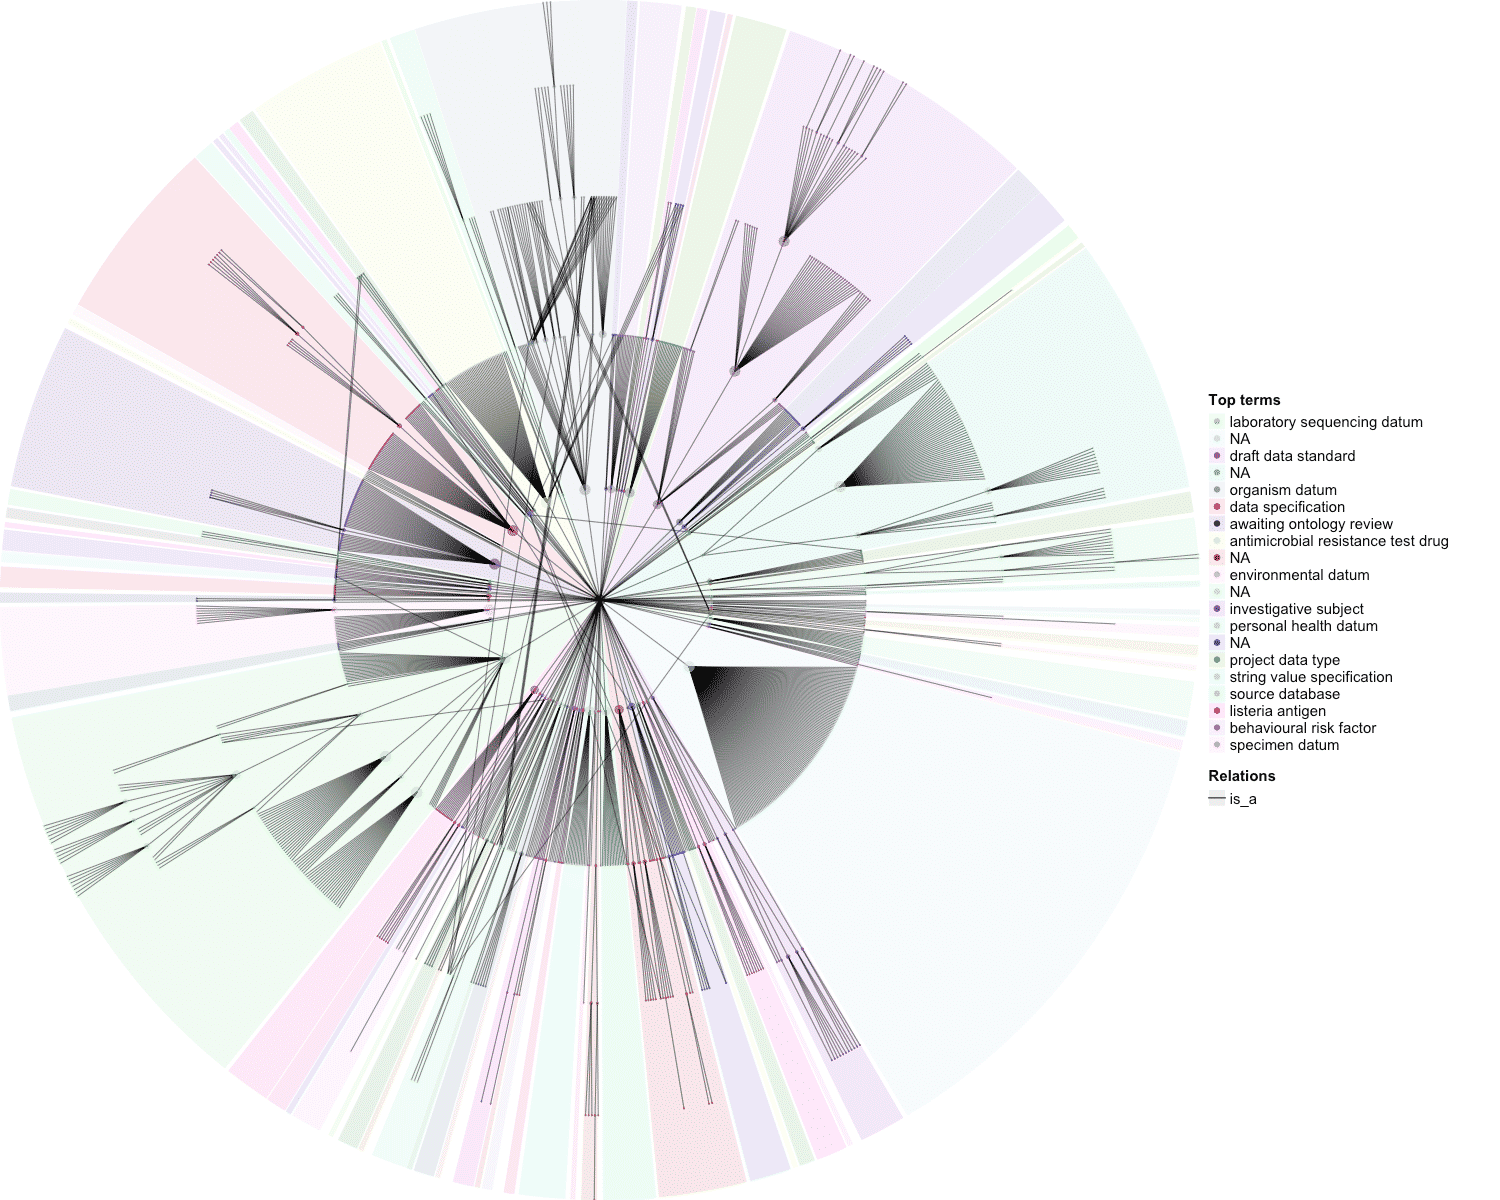 Top terms
laboratory sequencing datum
NA
draft data standard
NA
organism datum
data specification
awaiting ontology review
antimicrobial resistance test drug
NA
environmental datum
NA
investigative subject
personal health datum
NA
project data type
string value specification
source database
listeria antigen
behavioural risk factor
specimen datum
Relations
is_a